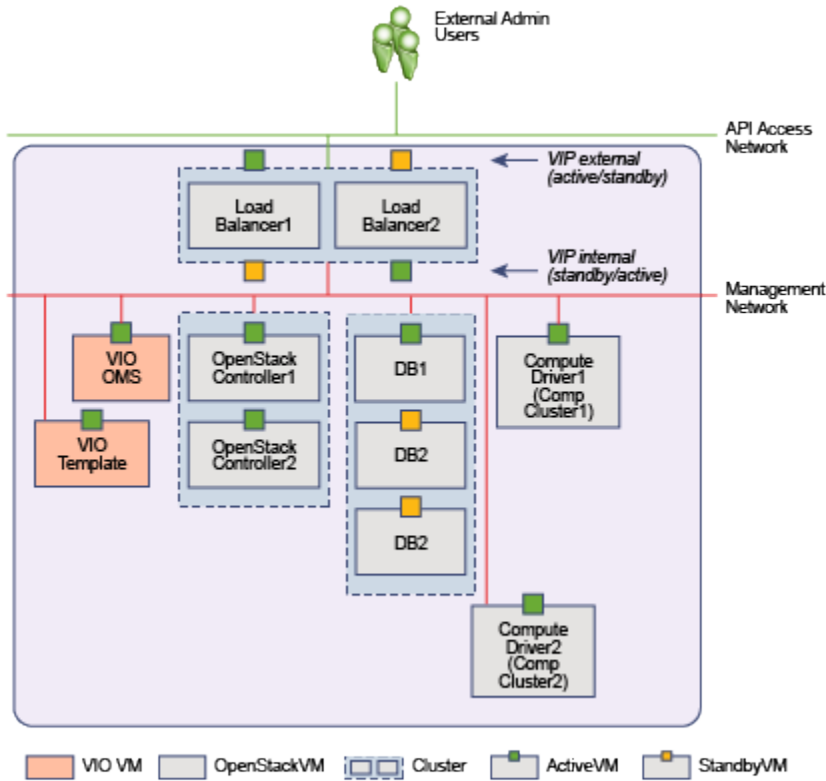 External Admin
Users
API Access
Network
VIP external
(active/standby)
Load
Balancer1
Load
Balancer2
VIP internal
(standby/active)
Management
Network
VIO
OMS
OpenStack
Controller1
DB1
Compute
Driver1
(Comp
Cluster1)
VIO
Template
OpenStack
Controller2
DB2
DB2
Compute
Driver2
(Comp
Cluster2)
VIO VM
OpenStackVM
Cluster
ActiveVM
StandbyVM